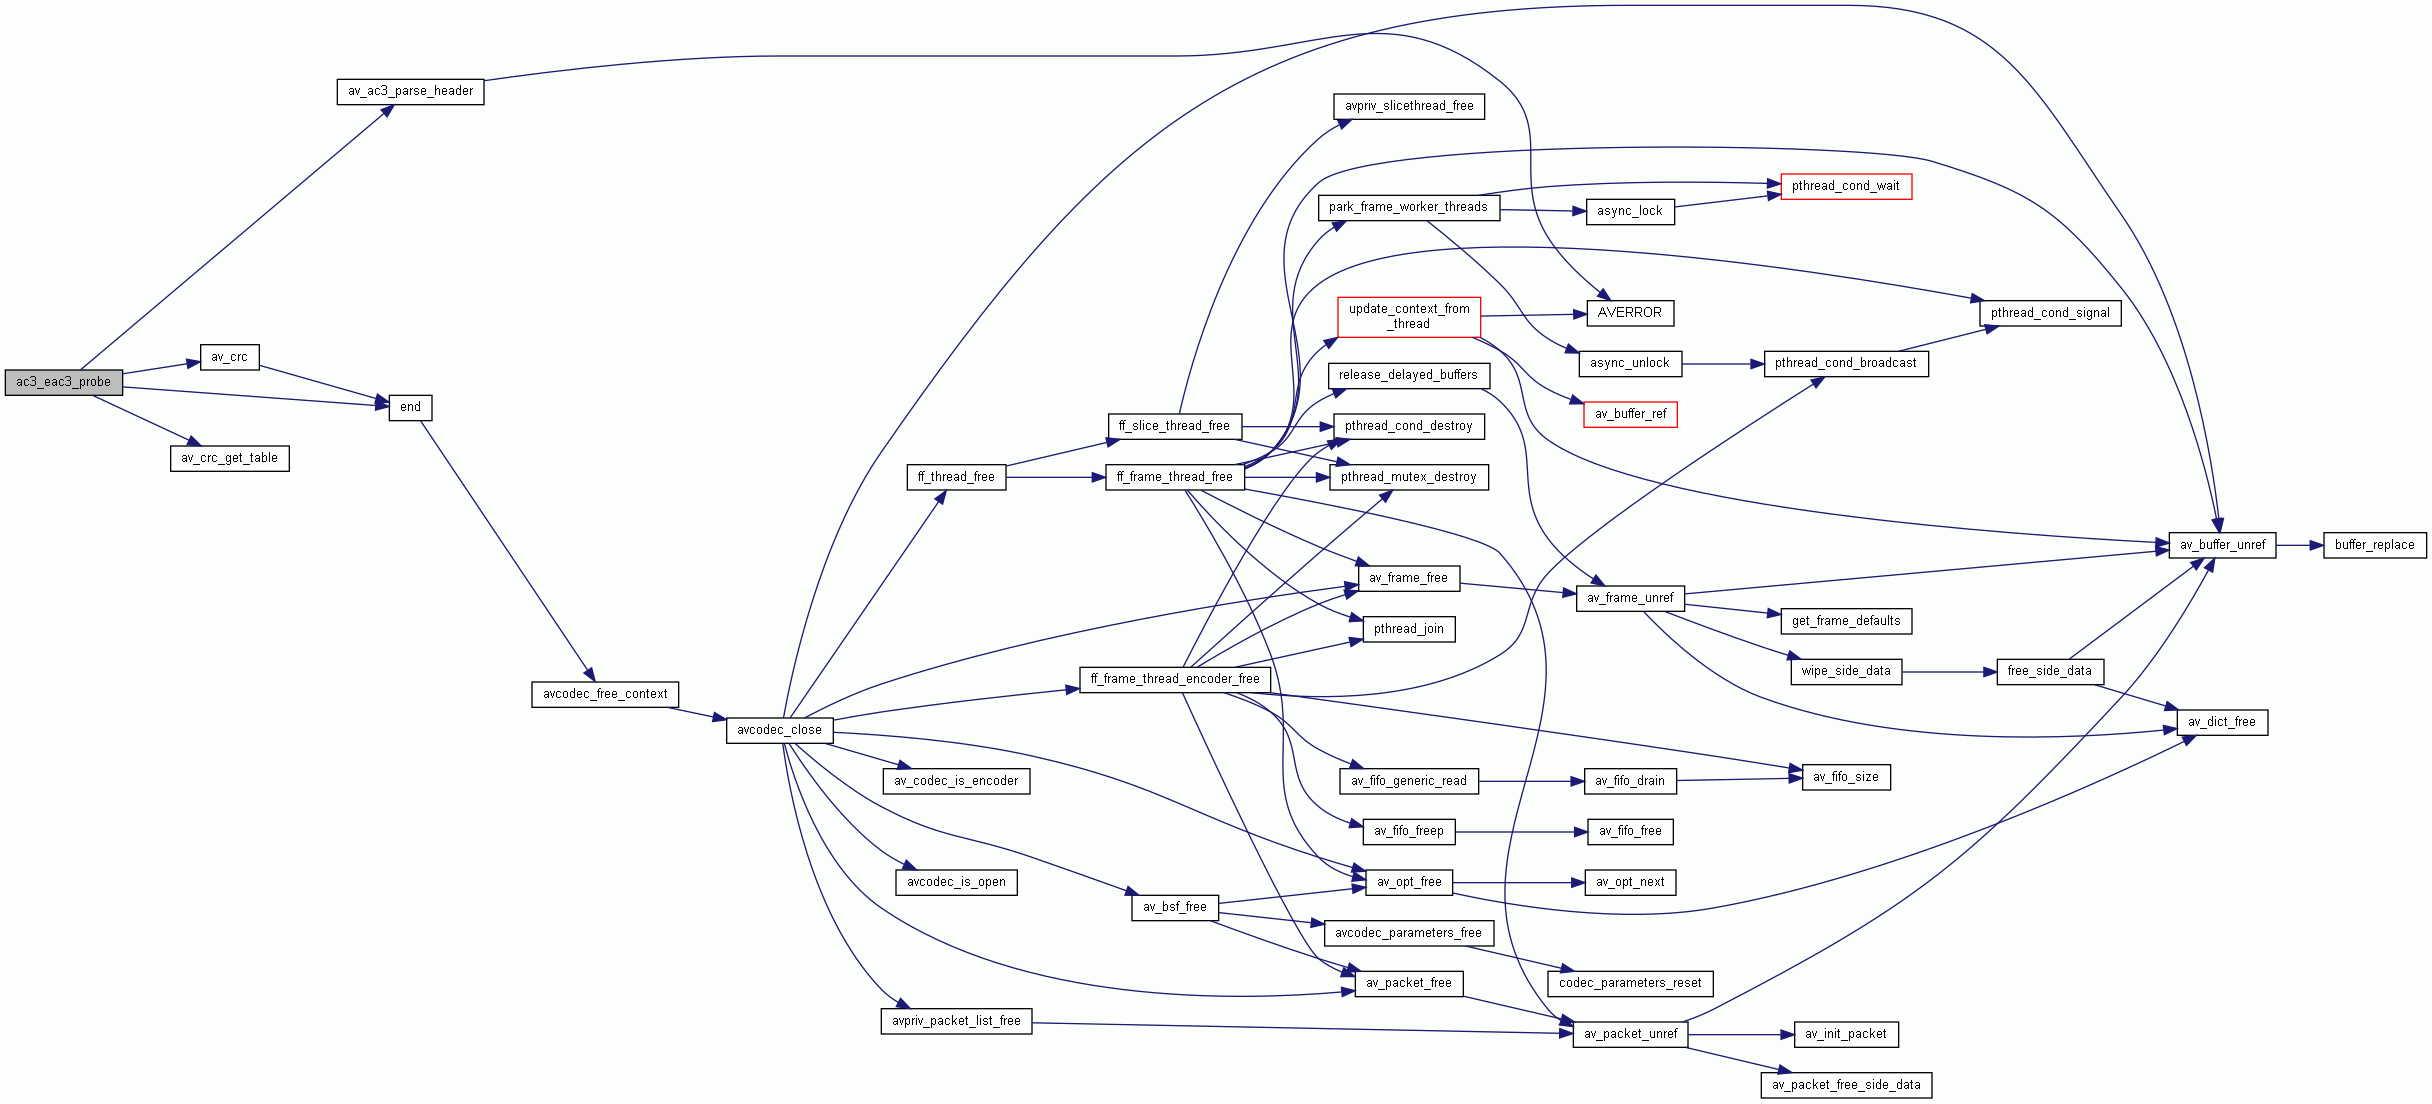 ac3_eac3_probe
av_ac3_parse_header
av_crc
end
av_crc_get_table
avcodec_free_context
avcodec_close
ff_thread_free
av_codec_is_encoder
avcodec_is_open
avpriv_packet_list_free
ff_slice_thread_free
ff_frame_thread_free
ff_frame_thread_encoder_free
av_bsf_free
avpriv_slicethread_free
park_frame_worker_threads
update_context_from
_thread
release_delayed_buffers
pthread_cond_destroy
pthread_mutex_destroy
av_frame_free
pthread_join
av_fifo_generic_read
av_fifo_freep
av_opt_free
avcodec_parameters_free
av_packet_free
async_lock
AVERROR
async_unlock
av_buffer_ref
av_frame_unref
av_fifo_drain
av_fifo_free
av_opt_next
codec_parameters_reset
av_packet_unref
pthread_cond_wait
pthread_cond_broadcast
get_frame_defaults
wipe_side_data
av_fifo_size
av_init_packet
av_packet_free_side_data
pthread_cond_signal
free_side_data
av_buffer_unref
av_dict_free
buffer_replace